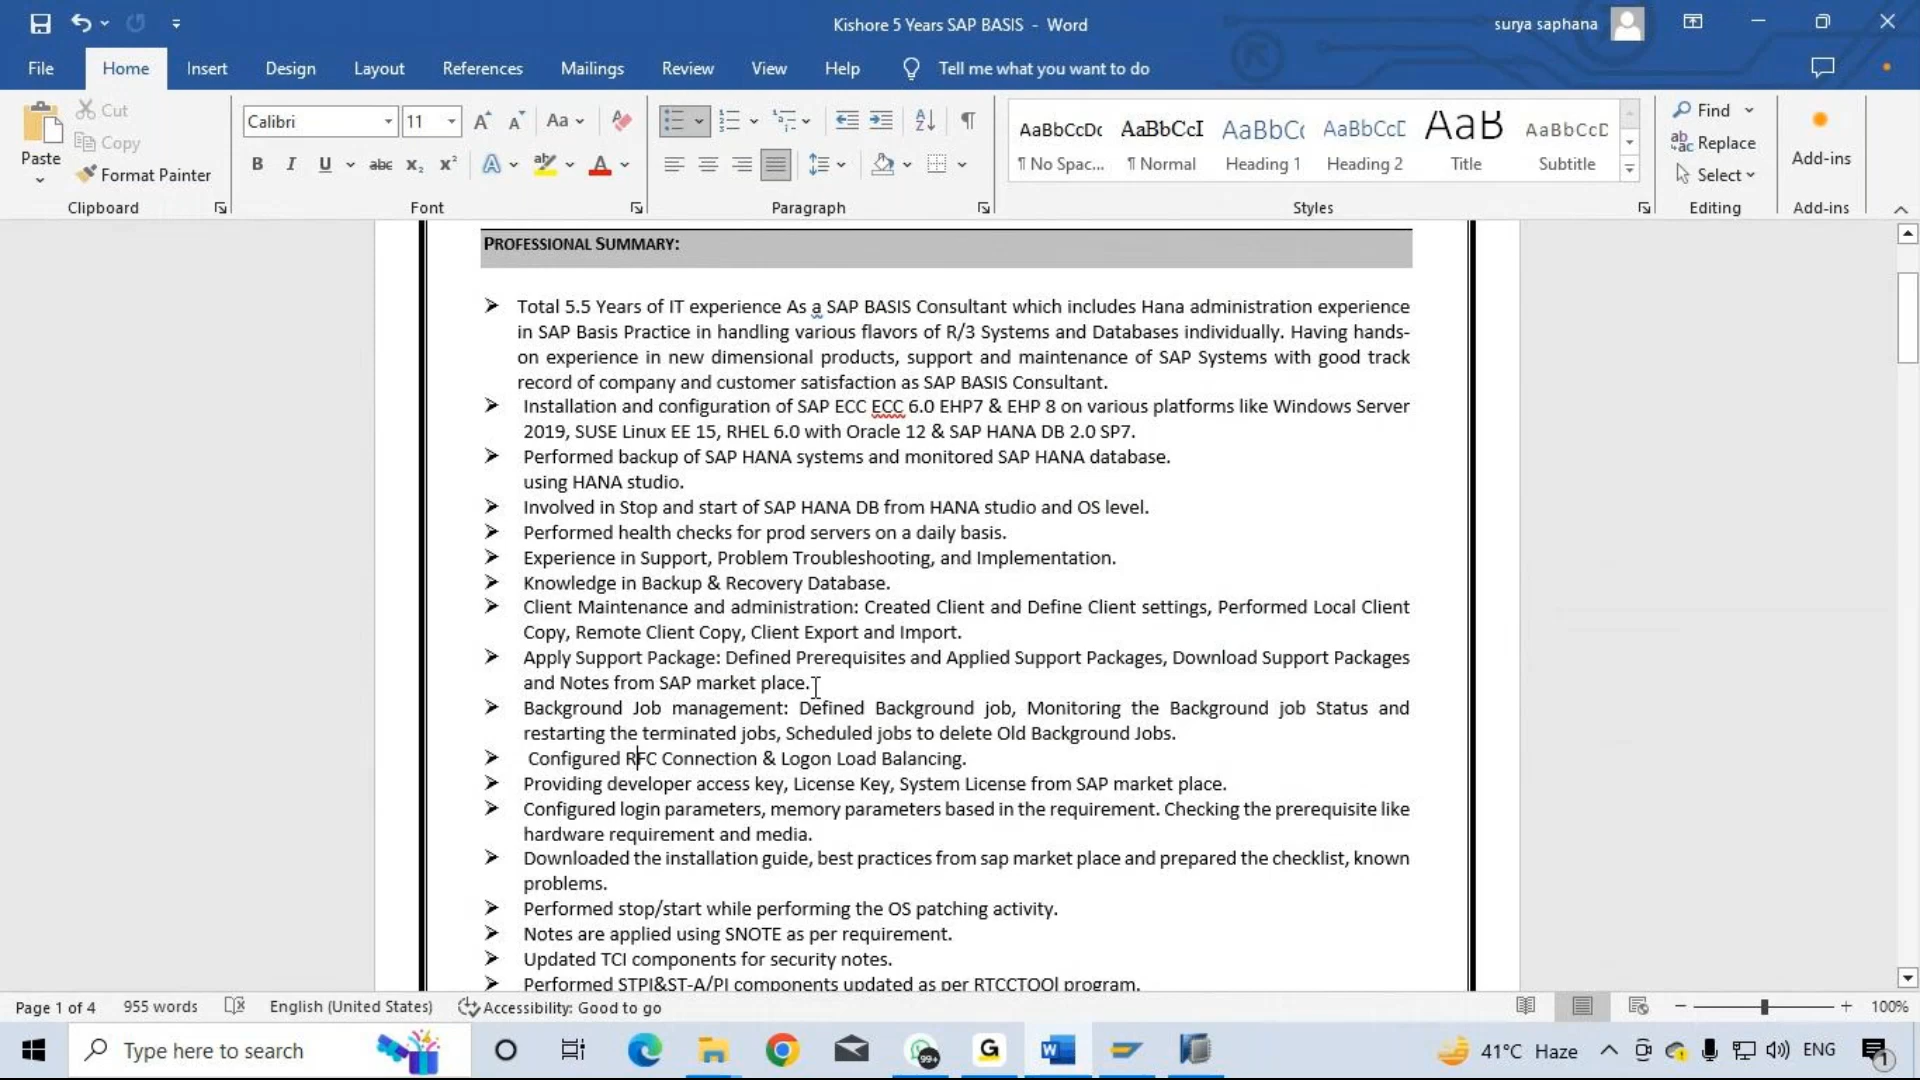 Kishore 5 Years SAP BASIS - Word
surya saphana
File Home Insert Design Layout References Mailings Review View Help Tell me what you want to do
Paste
Cut
Copy
Format Painter
Clipboard
Calibri 11
Aa
B I U abc x₂ x² A A
Font
Paragraph
AaBbCcDc AaBbCcI AaBbC AaBbCcE AaB AaBbCcD
¶ No Spac... ¶ Normal Heading 1 Heading 2 Title Subtitle
Styles
Find
Replace
Select
Editing
Add-ins
Add-ins
PROFESSIONAL SUMMARY:
➢ Total 5.5 Years of IT experience As a SAP BASIS Consultant which includes Hana administration experience
in SAP Basis Practice in handling various flavors of R/3 Systems and Databases individually. Having hands-
on experience in new dimensional products, support and maintenance of SAP Systems with good track
record of company and customer satisfaction as SAP BASIS Consultant.
➢ Installation and configuration of SAP ECC ECC 6.0 EHP7 & EHP 8 on various platforms like Windows Server
2019, SUSE Linux EE 15, RHEL 6.0 with Oracle 12 & SAP HANA DB 2.0 SP7.
➢ Performed backup of SAP HANA systems and monitored SAP HANA database.
using HANA studio.
➢ Involved in Stop and start of SAP HANA DB from HANA studio and OS level.
➢ Performed health checks for prod servers on a daily basis.
➢ Experience in Support, Problem Troubleshooting, and Implementation.
➢ Knowledge in Backup & Recovery Database.
➢ Client Maintenance and administration: Created Client and Define Client settings, Performed Local Client
Copy, Remote Client Copy, Client Export and Import.
➢ Apply Support Package: Defined Prerequisites and Applied Support Packages, Download Support Packages
and Notes from SAP market place.
➢ Background Job management: Defined Background job, Monitoring the Background job Status and
restarting the terminated jobs, Scheduled jobs to delete Old Background Jobs.
➢ Configured RFC Connection & Logon Load Balancing.
➢ Providing developer access key, License Key, System License from SAP market place.
➢ Configured login parameters, memory parameters based in the requirement. Checking the prerequisite like
hardware requirement and media.
➢ Downloaded the installation guide, best practices from sap market place and prepared the checklist, known
problems.
➢ Performed stop/start while performing the OS patching activity.
➢ Notes are applied using SNOTE as per requirement.
➢ Updated TCI components for security notes.
➢ Performed STPI&ST-A/PI components updated as per RTCCTOOl program.
Page 1 of 4 955 words English (United States) Accessibility: Good to go 100%
Type here to search
99+
41°C Haze ENG
1